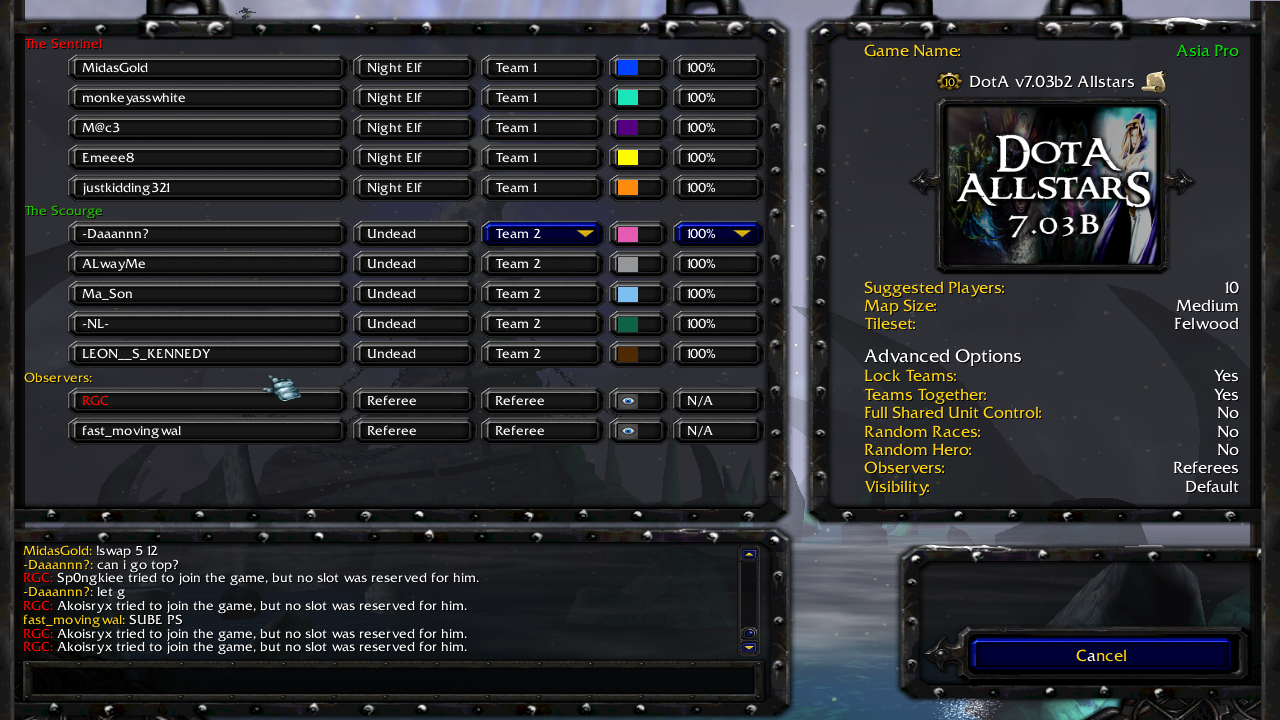 The Sentinel
MidasGold Night Elf Team 1 100%
monkeyasswhite Night Elf Team 1 100%
M@c3 Night Elf Team 1 100%
Emeee8 Night Elf Team 1 100%
justkidding321 Night Elf Team 1 100%
The Scourge
-Daaannn? Undead Team 2 100%
ALwayMe Undead Team 2 100%
Ma_Son Undead Team 2 100%
-NL- Undead Team 2 100%
LEON__S_KENNEDY Undead Team 2 100%
Observers:
RGC Referee Referee N/A
fast_movingwal Referee Referee N/A
MidasGold: !swap 5 12
-Daaannn?: can i go top?
RGC: Sp0ngkiee tried to join the game, but no slot was reserved for him.
-Daaannn?: let g
RGC: Akoisryx tried to join the game, but no slot was reserved for him.
fast_movingwal: SUBE PS
RGC: Akoisryx tried to join the game, but no slot was reserved for him.
RGC: Akoisryx tried to join the game, but no slot was reserved for him.
Game Name: Asia Pro
10 DotA v7.03b2 Allstars
DOTA
ALLSTARS
7.03B
Suggested Players: 10
Map Size: Medium
Tileset: Felwood
Advanced Options
Lock Teams: Yes
Teams Together: Yes
Full Shared Unit Control: No
Random Races: No
Random Hero: No
Observers: Referees
Visibility: Default
Cancel